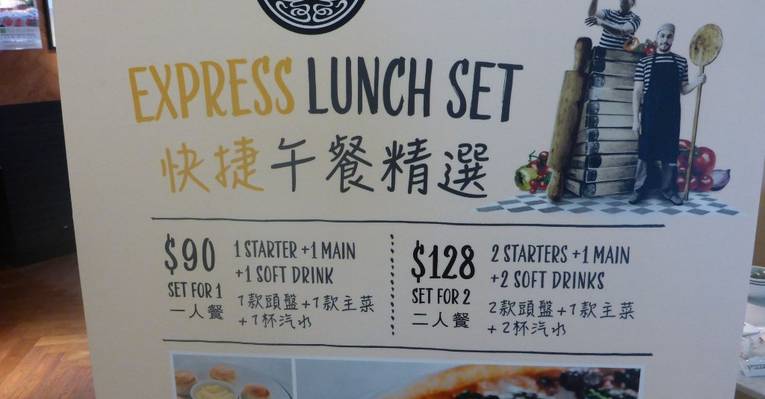 EXPRESS LUNCH SET
快捷午餐精選
$90
SET FOR 1
一人餐
1 STARTER + 1 MAIN
+ 1 SOFT DRINK
1款頭盤+1款主菜
+1杯汽水
$128
SET FOR 2
二人餐
2 STARTERS + 1 MAIN
+ 2 SOFT DRINKS
2款頭盤+1款主菜
+2杯汽水